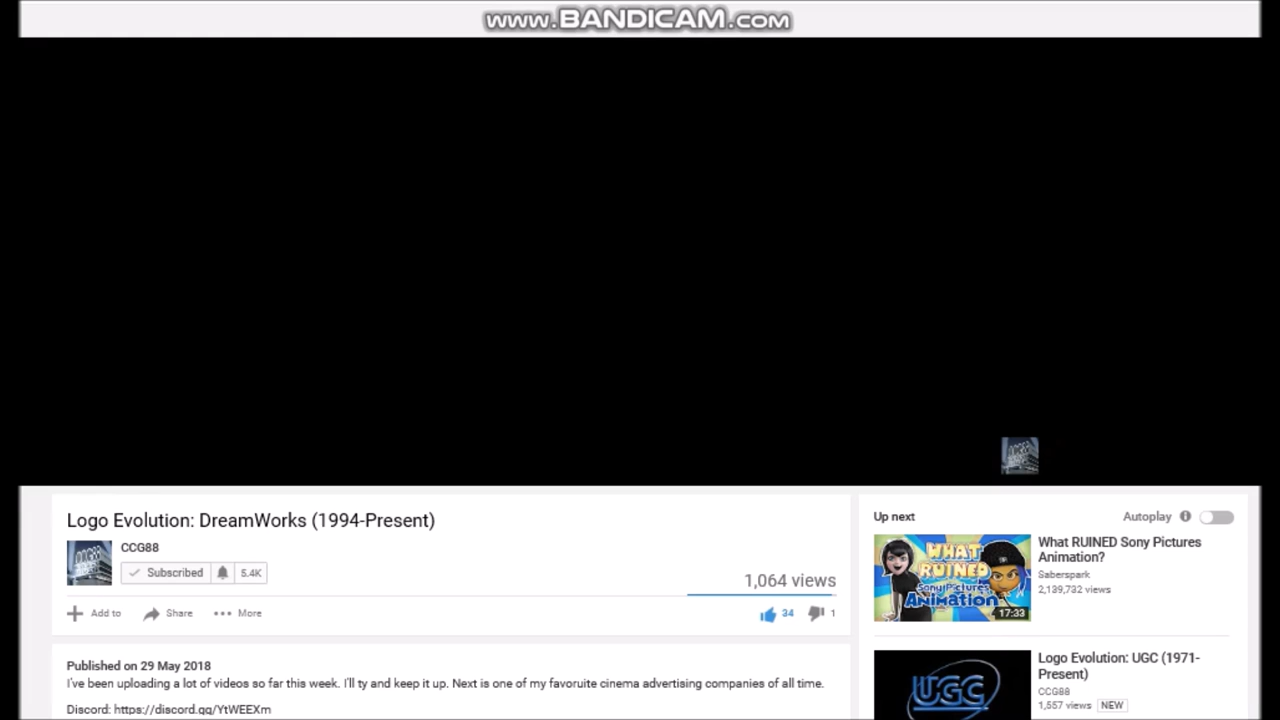 www.BANDICAM.com
Logo Evolution: DreamWorks (1994-Present)
CCG88
Subscribed 5.4K
1,064 views
Add to Share More
34 1
Published on 29 May 2018
I've been uploading a lot of videos so far this week. I'll ty and keep it up. Next is one of my favoruite cinema advertising companies of all time.
Discord: https://discord.gg/YtWEEXm
Up next Autoplay
WHAT
RUINED
Sony Pictures
ANIMATION
17:33
What RUINED Sony Pictures
Animation?
Saberspark
2,139,732 views
UGC
Logo Evolution: UGC (1971-
Present)
CCG88
1,557 views NEW